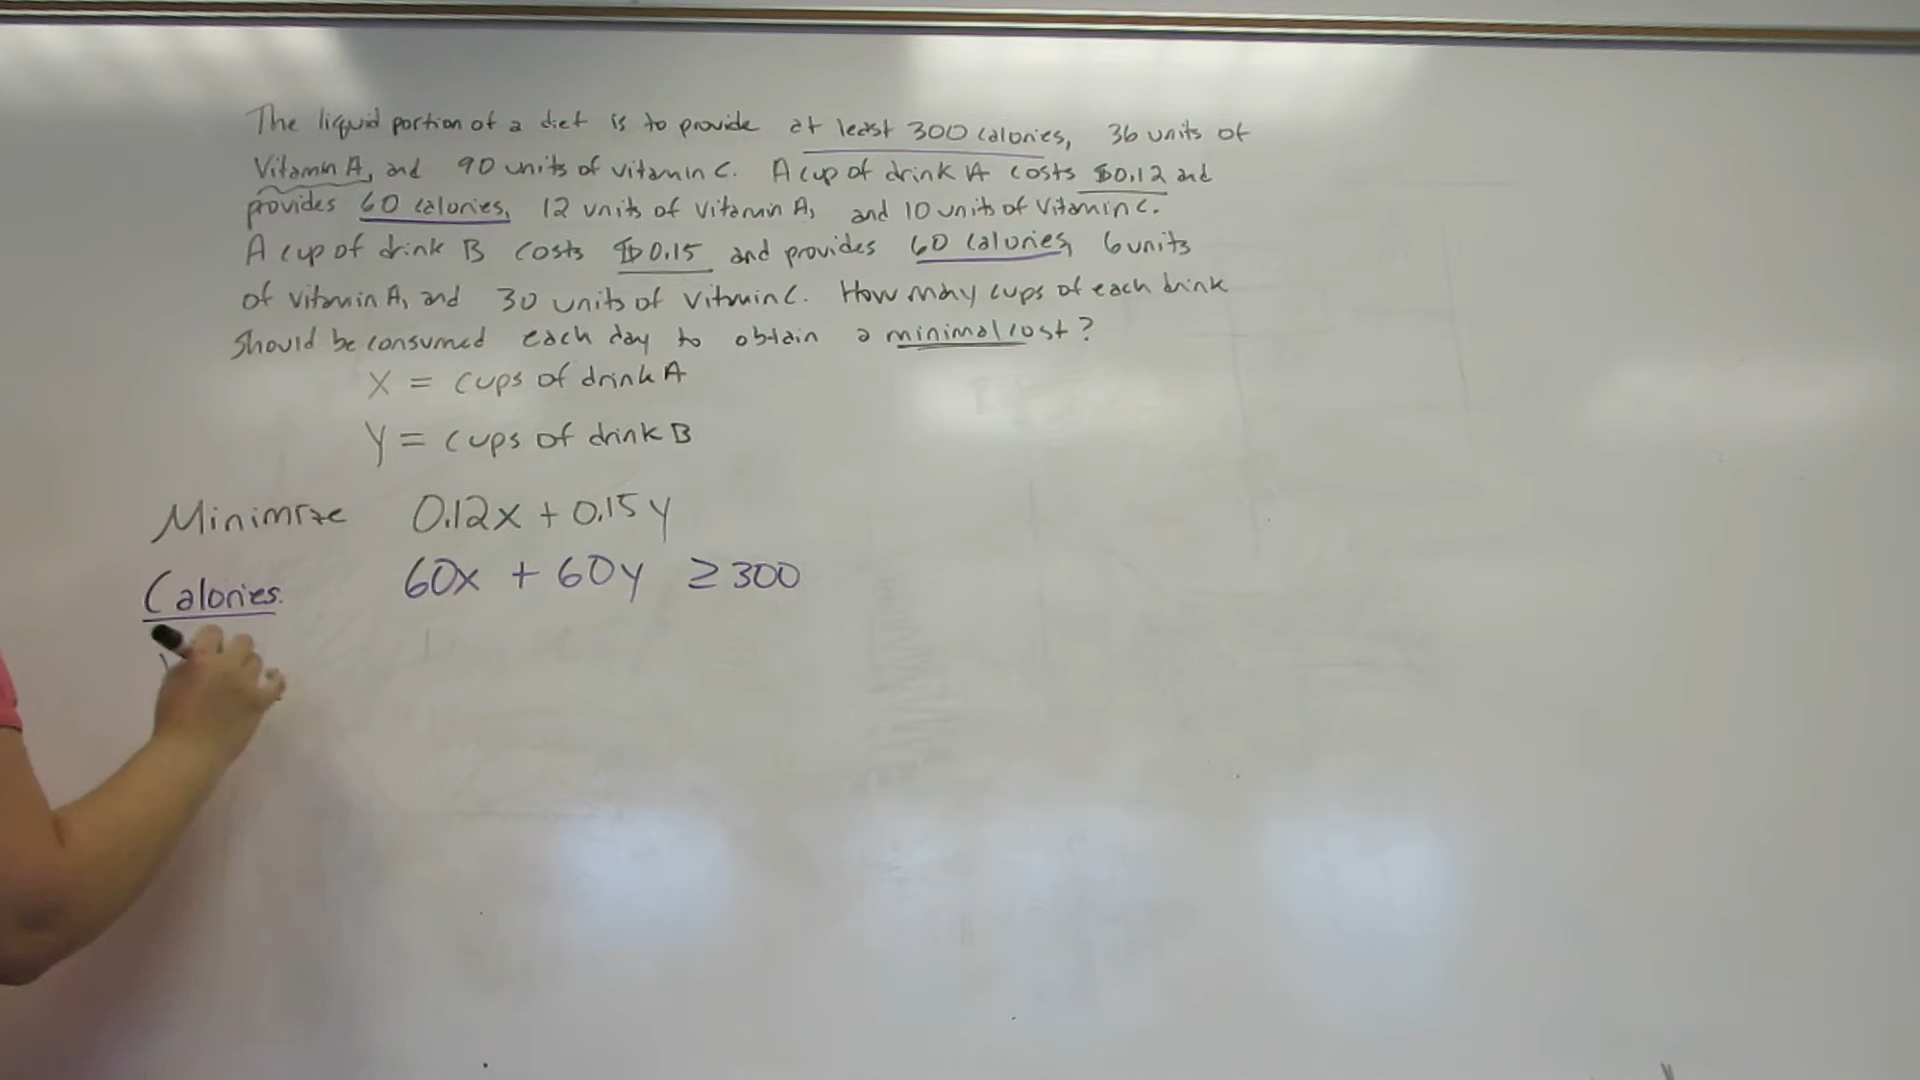 The liquid portion of a diet is to provide at least 300 calories, 36 units of
Vitamin A, and 90 units of vitamin C. A cup of drink A costs $0.12 and
provides 60 calories, 12 units of vitamin A, and 10 units of vitamin C.
A cup of drink B costs $0.15 and provides 60 calories, 6 units
of vitamin A, and 30 units of vitamin C. How may cups of each drink
should be consumed each day to obtain a minimal cost?
X = cups of drink A
Y = cups of drink B
Minimize 0.12x + 0.15y
Calories. 60x + 60y ≥ 300